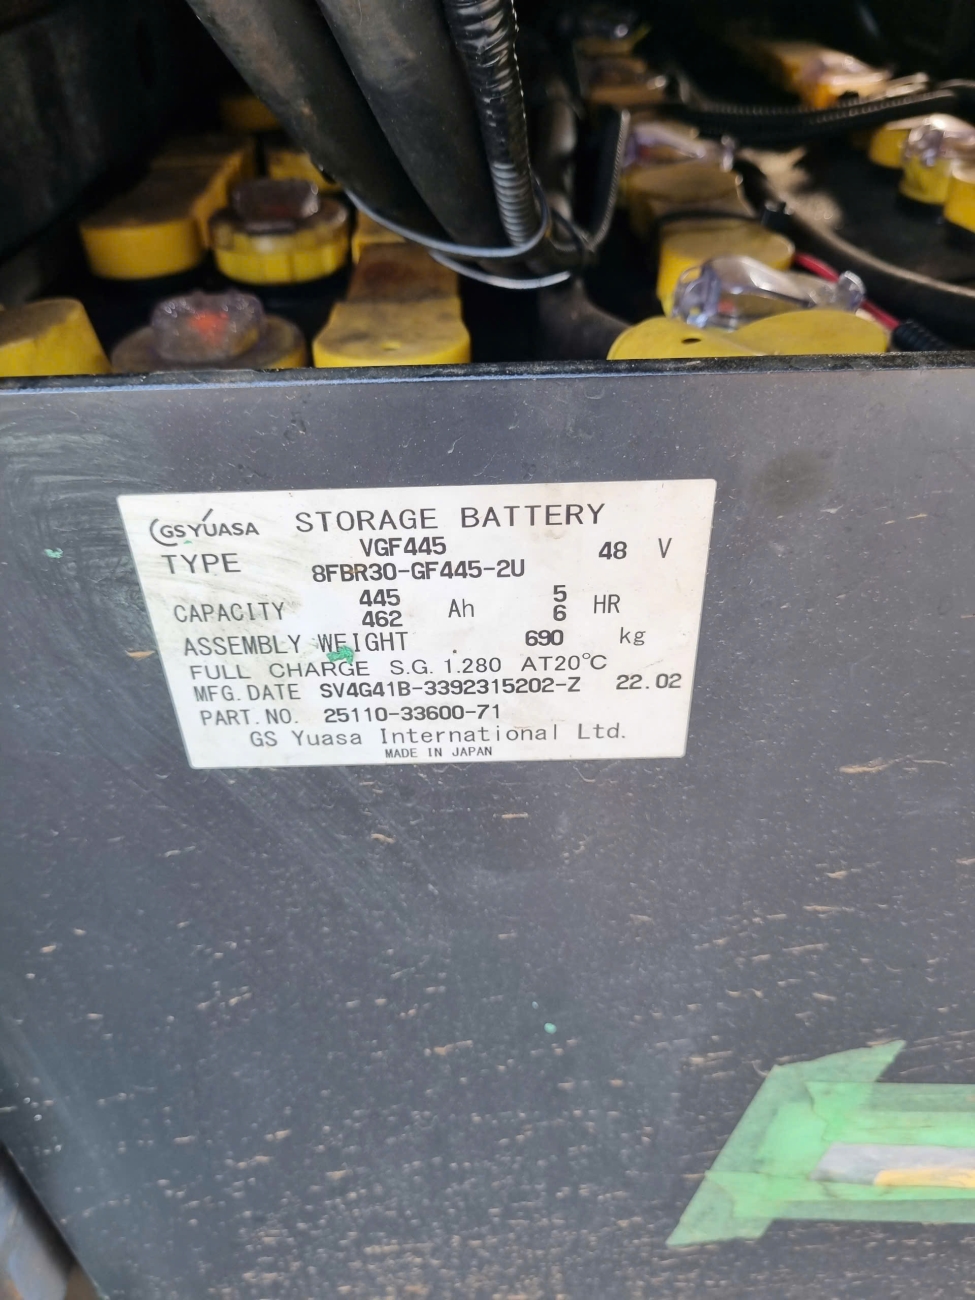 GS YUASA STORAGE BATTERY
TYPE VGF445 48 V
8FBR30-GF445-2U
CAPACITY 445 Ah 5 HR
462 6
ASSEMBLY WEIGHT 690 kg
FULL CHARGE S.G. 1.280 AT20°C
MFG. DATE SV4G41B-3392315202-Z 22.02
PART. NO. 25110-33600-71
GS Yuasa International Ltd.
MADE IN JAPAN